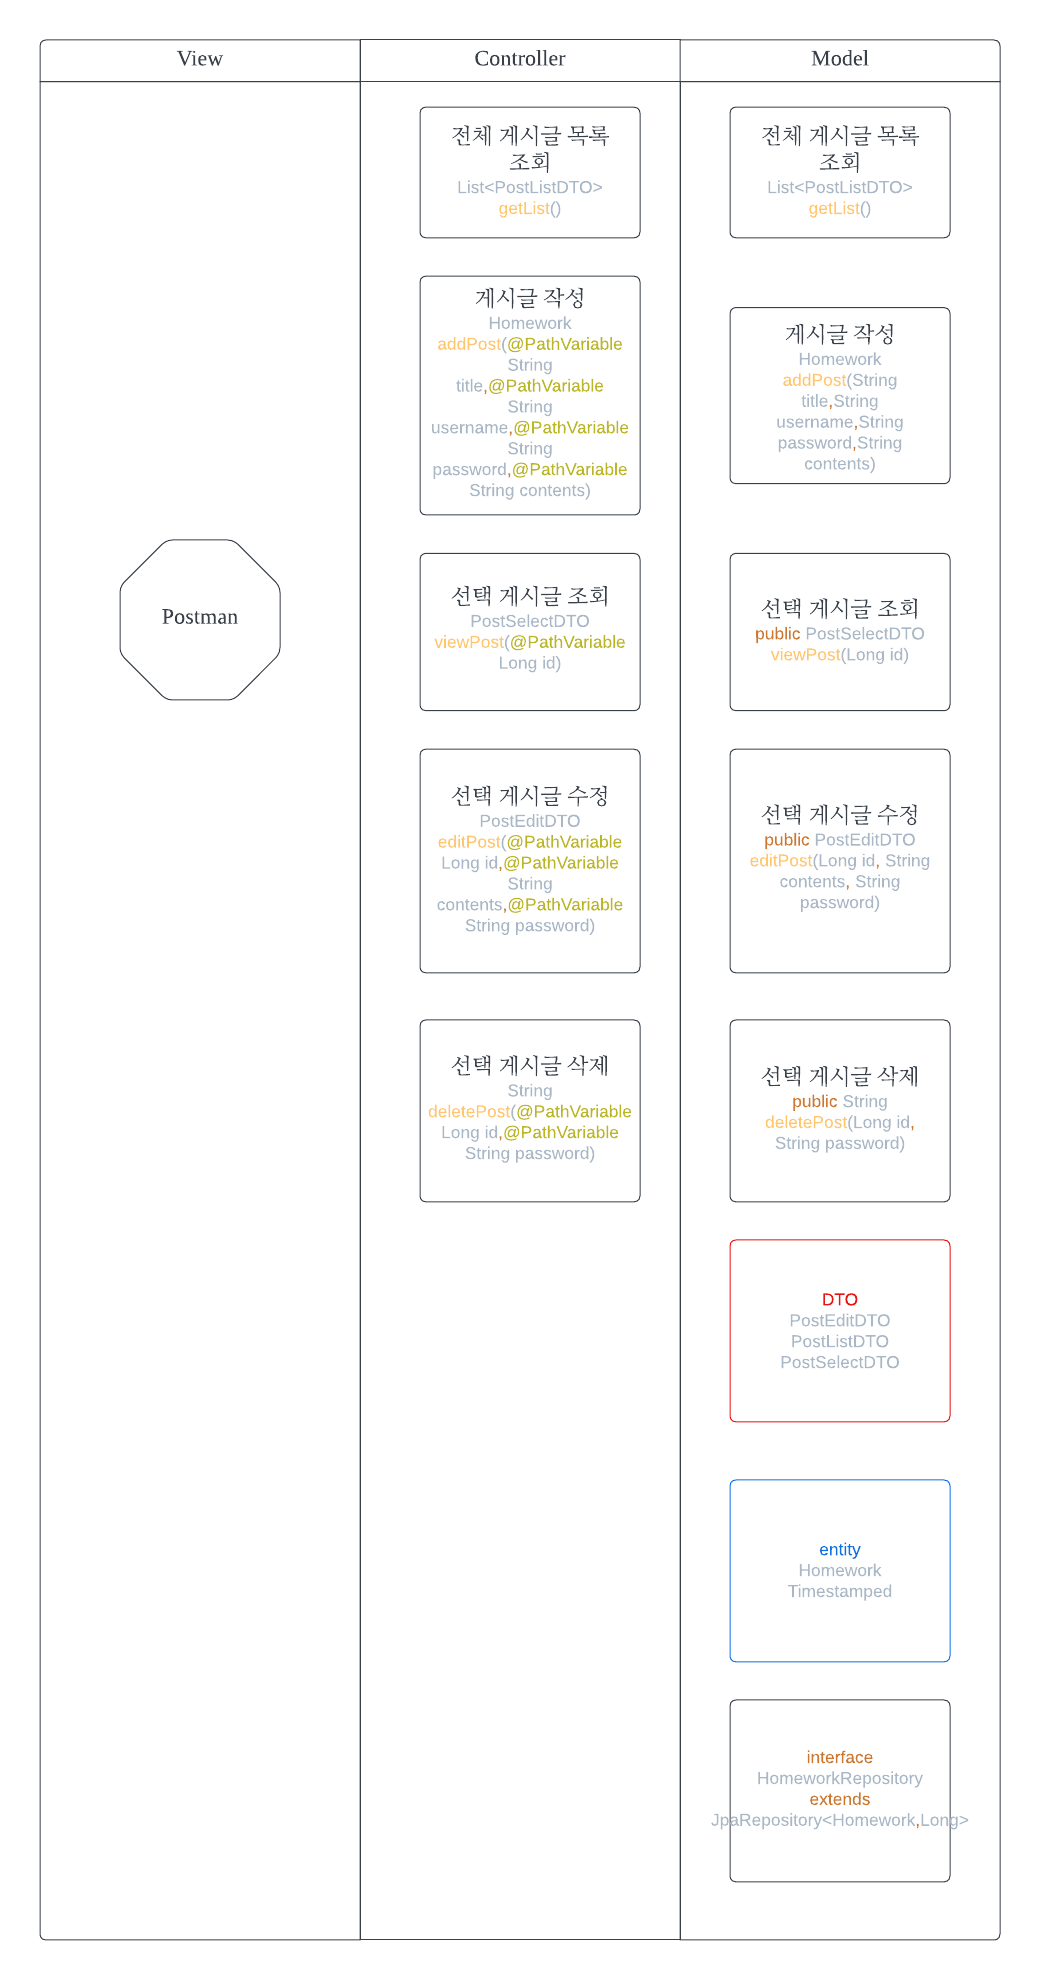 View
Controller
Model
Postman
전체 게시글 목록
조회
List<PostListDTO>
getList()
게시글 작성
Homework
addPost(@PathVariable
String
title,@PathVariable
String
username,@PathVariable
String
password,@PathVariable
String contents)
선택 게시글 조회
PostSelectDTO
viewPost(@PathVariable
Long id)
선택 게시글 수정
PostEditDTO
editPost(@PathVariable
Long id,@PathVariable
String
contents,@PathVariable
String password)
선택 게시글 삭제
String
deletePost(@PathVariable
Long id,@PathVariable
String password)
전체 게시글 목록
조회
List<PostListDTO>
getList()
게시글 작성
Homework
addPost(String
title,String
username,String
password,String
contents)
선택 게시글 조회
public PostSelectDTO
viewPost(Long id)
선택 게시글 수정
public PostEditDTO
editPost(Long id, String
contents, String
password)
선택 게시글 삭제
public String
deletePost(Long id,
String password)
DTO
PostEditDTO
PostListDTO
PostSelectDTO
entity
Homework
Timestamped
interface
HomeworkRepository
extends
JpaRepository<Homework,Long>